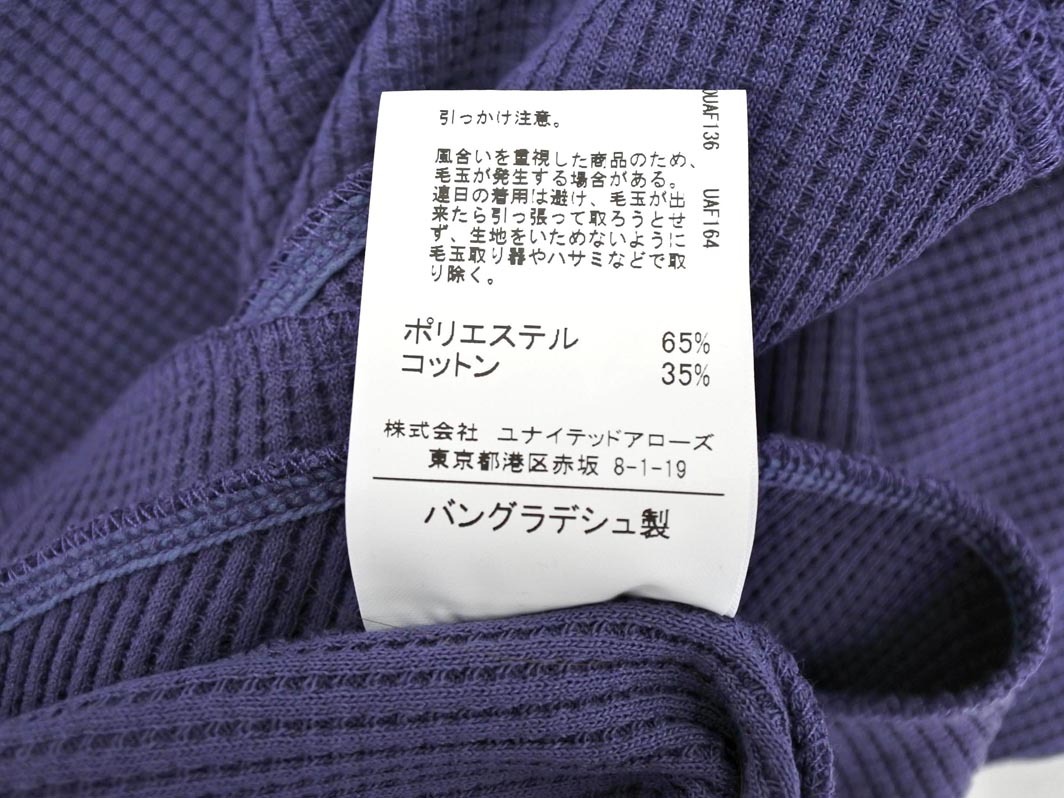 引っかけ注意。
風合いを重視した商品のため、
毛玉が発生する場合がある。
連日の着用は避け、毛玉が出
来たら引っ張って取ろうとせ
ず、生地をいためないように
毛玉取り器やハサミなどで取
り除く。
ポリエステル 65%
コットン 35%
株式会社 ユナイテッドアローズ
東京都港区赤坂 8-1-19
バングラデシュ製
UAF136 UAF164